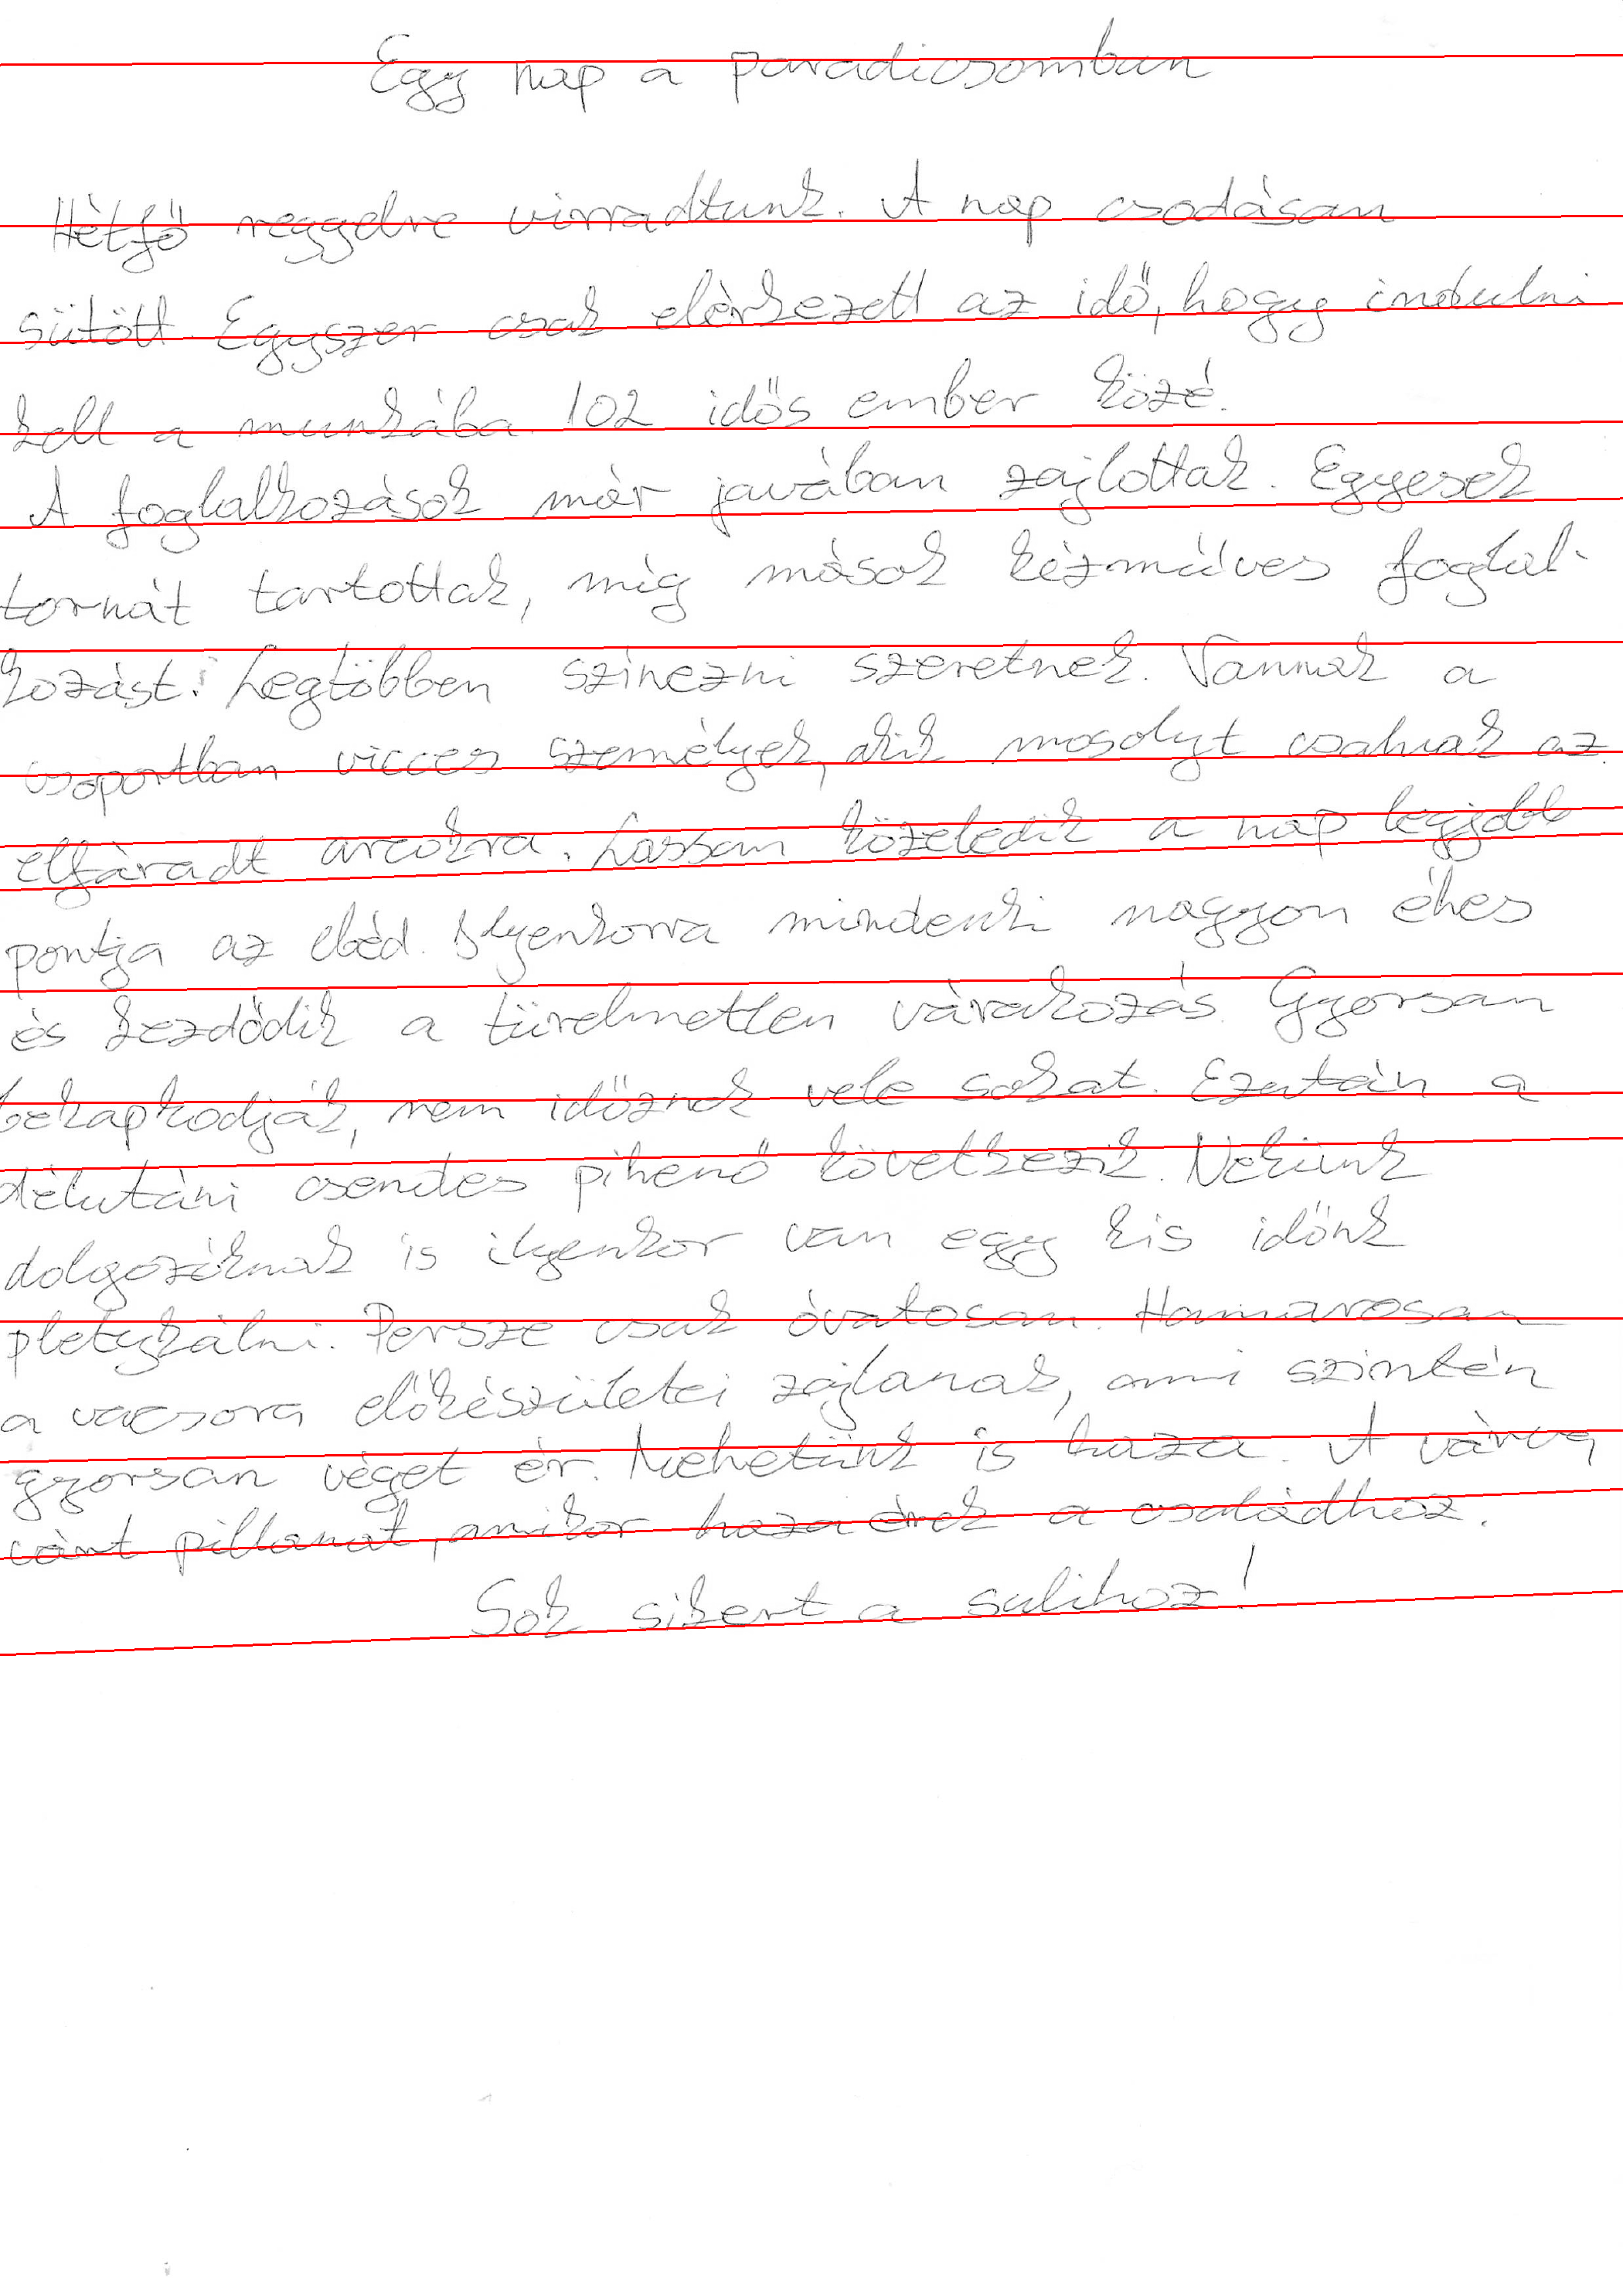 Egy nap a paradicsomban
Hétfő reggelre virradtunk. A nap csodásan
sütött. Egyszer csak elérkezett az idő, hogy indulni
kell a munkába 102 idős ember közé.
A foglalkozások már javában zajlottak. Egyesek
tornát tartottak, míg mások kézműves foglal-
kozást. Legtöbben színezni szeretnek. Vannak a
csoportban vicces személyek, akik mosolyt csalnak az
elfáradt arcokra. Lassan közeledik a nap legjobb
pontja az ebéd. Ilyenkorra mindenki nagyon éhes
és kezdődik a türelmetlen várakozás. Gyorsan
bekapkodják, nem időznek vele sokat. Ezután a
délutáni csendes pihenő következik. Nekünk
dolgozóknak is ilyenkor van egy kis időnk
pletykálni. Persze csak óvatosan. Hamarosan
a vacsora előkészületei zajlanak, ami szintén
gyorsan véget ér. Mehetünk is haza. A várva
várt pillanat, amikor haza érek a családhoz.
Sok sikert a sulihoz!